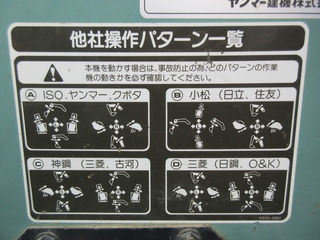 ヤンマー建機株式
他社操作パターン一覧
本機を動かす場合は、事故防止の為、どのパターンの作業
機の動きかを必ず確認してください。
A ISO、ヤンマー、クボタ
B 小松（日立、住友）
C 神鋼（三菱、古河）
D 三菱（日鋼、O&K）